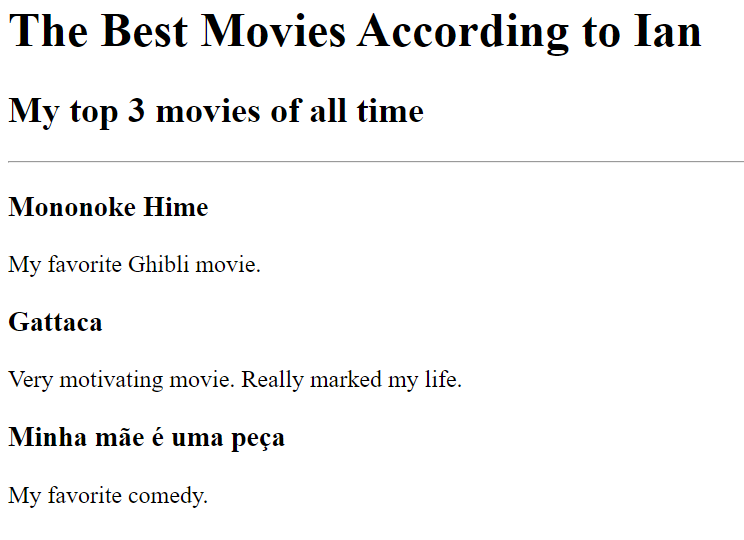 The Best Movies According to Ian
My top 3 movies of all time
Mononoke Hime
My favorite Ghibli movie.
Gattaca
Very motivating movie. Really marked my life.
Minha mãe é uma peça
My favorite comedy.